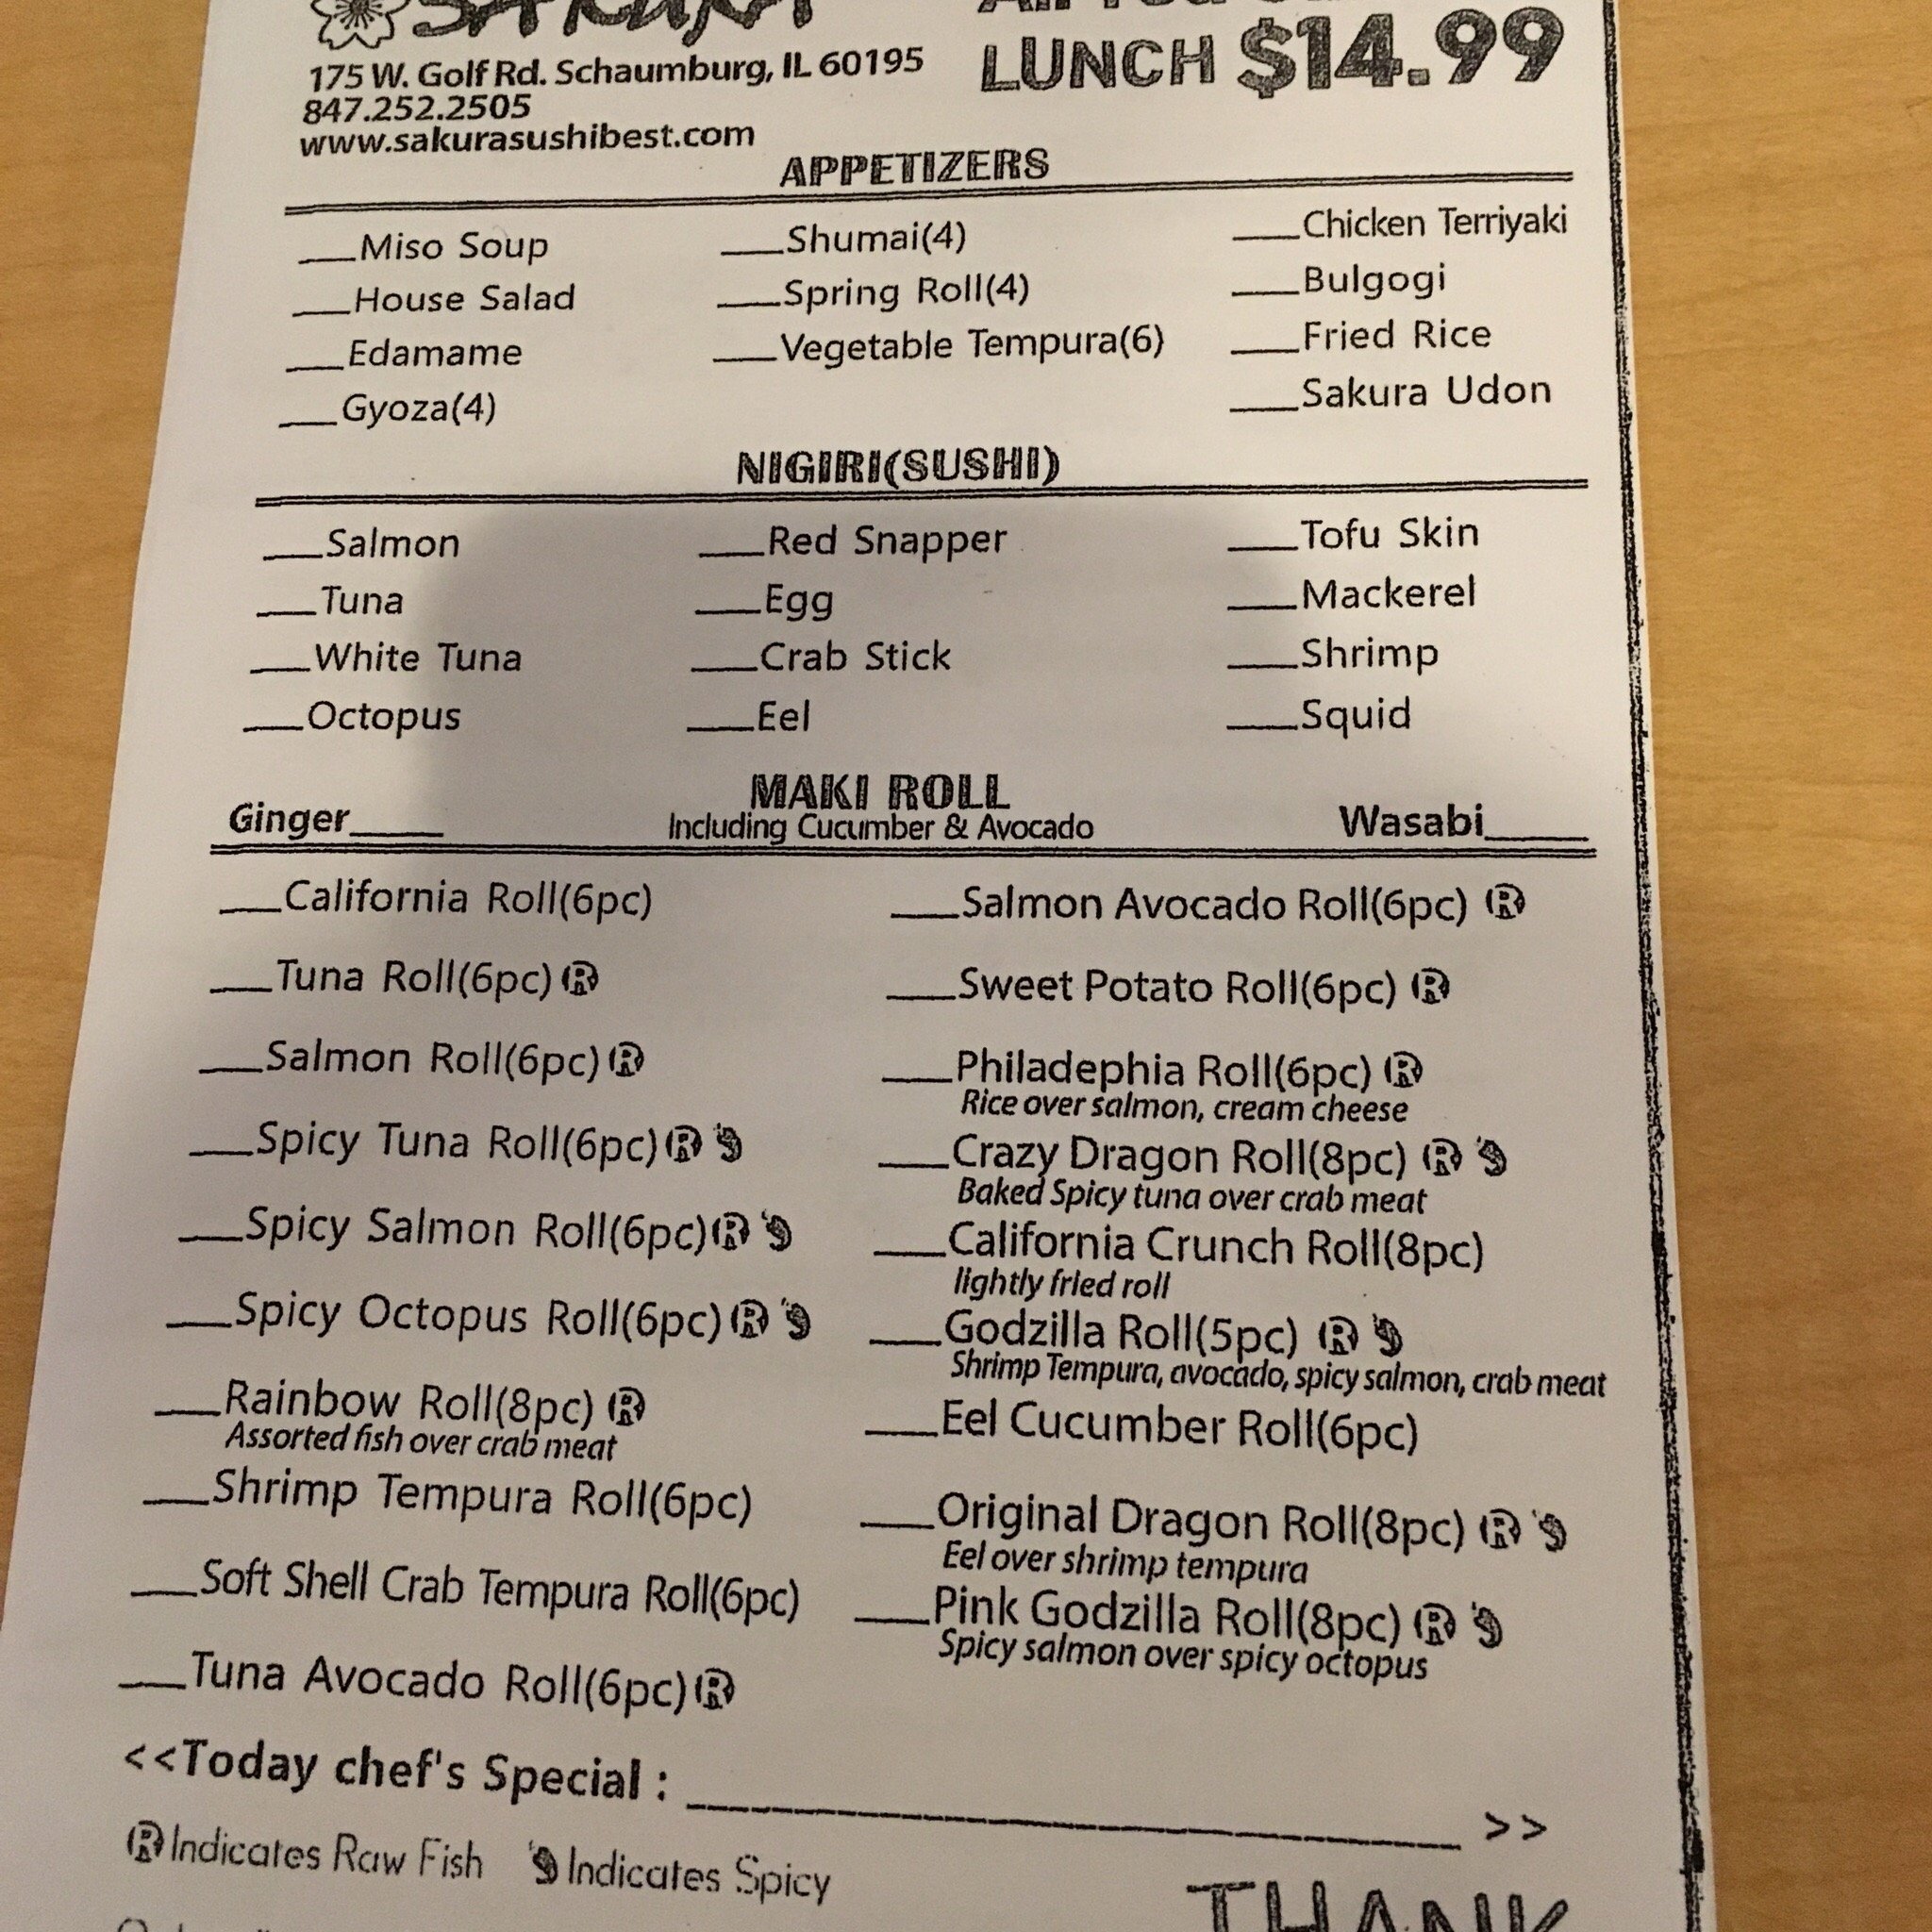 SAKURA
LUNCH $14.99
175 W. Golf Rd. Schaumburg, IL 60195
847.252.2505
www.sakurasushibest.com
APPETIZERS
___Miso Soup ___Shumai(4) ___Chicken Terriyaki
___House Salad ___Spring Roll(4) ___Bulgogi
___Edamame ___Vegetable Tempura(6) ___Fried Rice
___Gyoza(4) ___Sakura Udon
NIGIRI(SUSHI)
___Salmon ___Red Snapper ___Tofu Skin
___Tuna ___Egg ___Mackerel
___White Tuna ___Crab Stick ___Shrimp
___Octopus ___Eel ___Squid
MAKI ROLL
Ginger____ Including Cucumber & Avocado Wasabi____
___California Roll(6pc)
___Tuna Roll(6pc) Ⓡ
___Salmon Roll(6pc) Ⓡ
___Spicy Tuna Roll(6pc) Ⓡ
___Spicy Salmon Roll(6pc) Ⓡ
___Spicy Octopus Roll(6pc) Ⓡ
___Rainbow Roll(8pc) Ⓡ
Assorted fish over crab meat
___Shrimp Tempura Roll(6pc)
___Soft Shell Crab Tempura Roll(6pc)
___Tuna Avocado Roll(6pc) Ⓡ
___Salmon Avocado Roll(6pc) Ⓡ
___Sweet Potato Roll(6pc) Ⓡ
___Philadephia Roll(6pc) Ⓡ
Rice over salmon, cream cheese
___Crazy Dragon Roll(8pc) Ⓡ
Baked Spicy tuna over crab meat
___California Crunch Roll(8pc)
lightly fried roll
___Godzilla Roll(5pc) Ⓡ
Shrimp Tempura, avocado, spicy salmon, crab meat
___Eel Cucumber Roll(6pc)
___Original Dragon Roll(8pc) Ⓡ
Eel over shrimp tempura
___Pink Godzilla Roll(8pc) Ⓡ
Spicy salmon over spicy octopus
<<Today chef's Special : ____________________ >>
Ⓡ Indicates Raw Fish Indicates Spicy
THANK